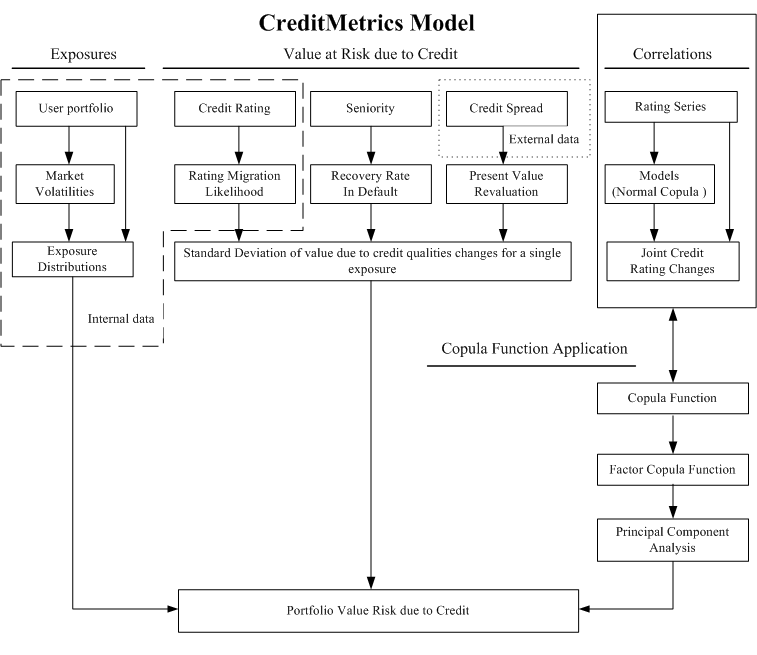 CreditMetrics Model
Exposures
Value at Risk due to Credit
Correlations
User portfolio
Credit Rating
Seniority
Credit Spread
Rating Series
External data
Market
Volatilities
Rating Migration
Likelihood
Recovery Rate
In Default
Present Value
Revaluation
Models
(Normal Copula )
Exposure
Distributions
Standard Deviation of value due to credit qualities changes for a single
exposure
Joint Credit
Rating Changes
Internal data
Copula Function Application
Copula Function
Factor Copula Function
Principal Component
Analysis
Portfolio Value Risk due to Credit